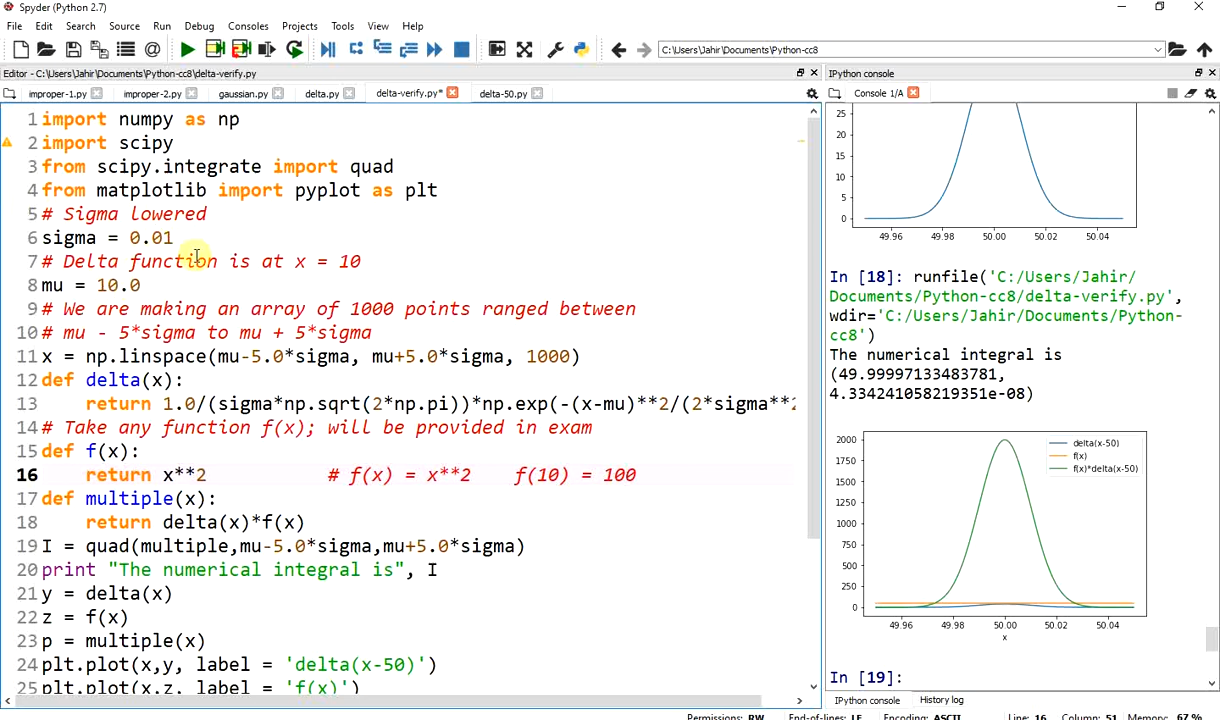 Spyder (Python 2.7)
File Edit Search Source Run Debug Consoles Projects Tools View Help
C:\Users\Jahir\Documents\Python-cc8
Editor - C:\Users\Jahir\Documents\Python-cc8\delta-verify.py
improper-1.py improper-2.py gaussian.py delta.py delta-verify.py* delta-50.py
1 import numpy as np
2 import scipy
3 from scipy.integrate import quad
4 from matplotlib import pyplot as plt
5 # Sigma lowered
6 sigma = 0.01
7 # Delta function is at x = 10
8 mu = 10.0
9 # We are making an array of 1000 points ranged between
10 # mu - 5*sigma to mu + 5*sigma
11 x = np.linspace(mu-5.0*sigma, mu+5.0*sigma, 1000)
12 def delta(x):
13 return 1.0/(sigma*np.sqrt(2*np.pi))*np.exp(-(x-mu)**2/(2*sigma**2
14 # Take any function f(x); will be provided in exam
15 def f(x):
16 return x**2 # f(x) = x**2 f(10) = 100
17 def multiple(x):
18 return delta(x)*f(x)
19 I = quad(multiple,mu-5.0*sigma,mu+5.0*sigma)
20 print "The numerical integral is", I
21 y = delta(x)
22 z = f(x)
23 p = multiple(x)
24 plt.plot(x,y, label = 'delta(x-50)')
25 plt.plot(x,z, label = 'f(x)')
IPython console
Console 1/A
25
20
15
10
5
0
49.96 49.98 50.00 50.02 50.04
In [18]: runfile('C:/Users/Jahir/
Documents/Python-cc8/delta-verify.py',
wdir='C:/Users/Jahir/Documents/Python-
cc8')
The numerical integral is
(49.99997133483781,
4.334241058219351e-08)
2000
1750
1500
1250
1000
750
500
250
0
delta(x-50)
f(x)
f(x)*delta(x-50)
49.96 49.98 50.00 50.02 50.04
x
In [19]:
IPython console History log
Permissions: RW End-of-lines: LF Encoding: ASCII Line: 16 Column: 51 Memory: 67 %